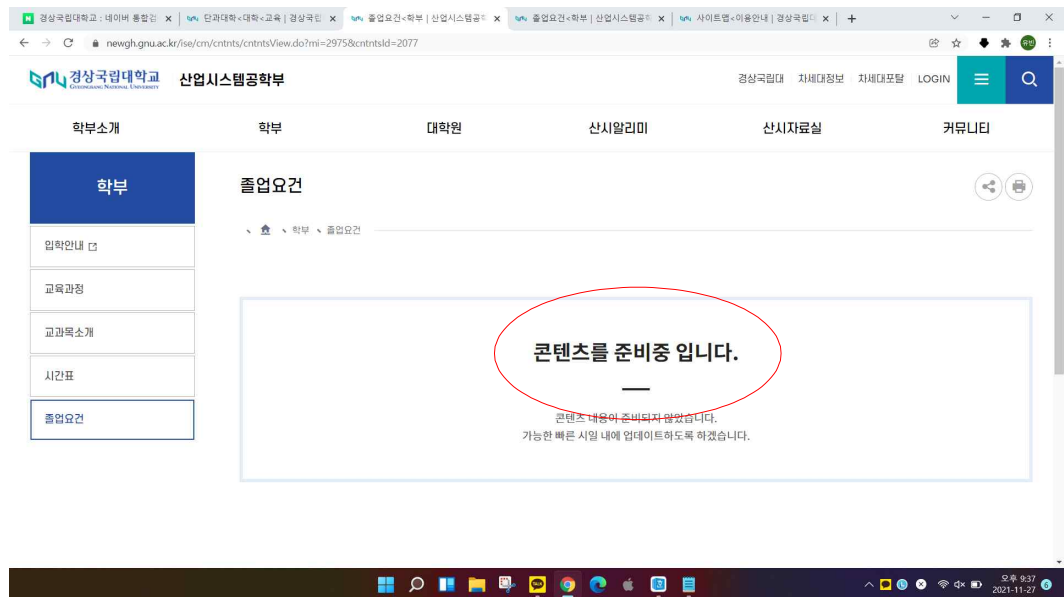 경상국립대학교 : 네이버 통합검
단과대학<대학<교육 | 경상국립
졸업요건<학부 | 산업시스템공학
졸업요건<학부 | 산업시스템공학
사이트맵<이용안내 | 경상국립대
newgh.gnu.ac.kr/ise/cm/cntnts/cntntsView.do?mi=2975&cntntsId=2077
유빈
GNU 경상국립대학교 산업시스템공학부
GYEONGSANG NATIONAL UNIVERSITY
경상국립대 차세대정보 차세대포탈 LOGIN
학부소개 학부 대학원 산시알리미 산시자료실 커뮤니티
학부
졸업요건
학부 졸업요건
입학안내
교육과정
교과목소개
시간표
졸업요건
콘텐츠를 준비중 입니다.
콘텐츠 내용이 준비되지 않았습니다.
가능한 빠른 시일 내에 업데이트하도록 하겠습니다.
TALK
오후 9:37
2021-11-27
6